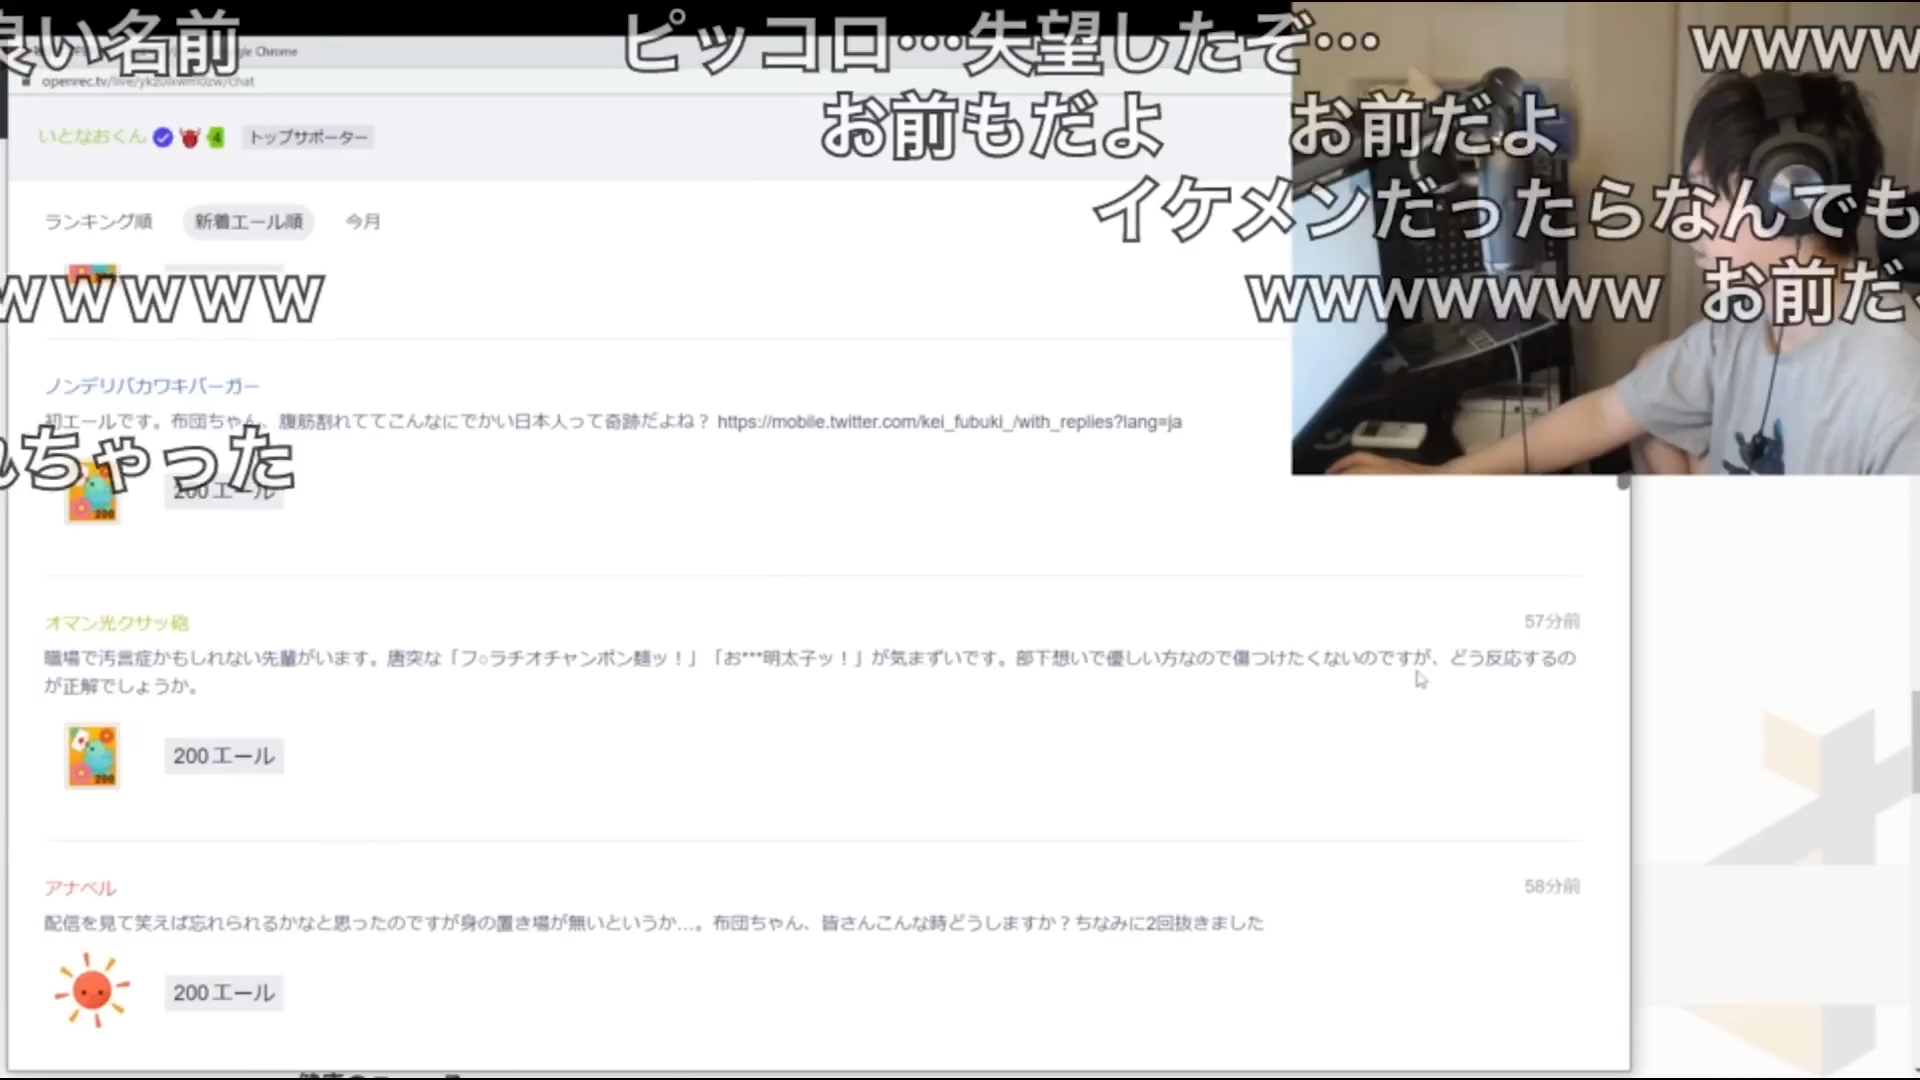 良い名前
ピッコロ…失望したぞ…
wwww
Chrome
openrec.tv/live/
お前もだよ
お前だよ
いとなおくん 4 トップサポーター
イケメンだったらなんでも
ランキング順 新着エール順 今月
wwwww
wwwwwwww
お前だ
ノンデリバカワキバーガー
初エールです。布団ちゃん、腹筋割れててこんなにでかい日本人って奇跡だよね？ https://mobile.twitter.com/kei_fubuki_/with_replies?lang=ja
ちゃった
200 200エール
オマン光クサッ砲 57分前
職場で汚言症かもしれない先輩がいます。唐突な「フ○ラチオチャンポン麺ッ！」「お***明太子ッ！」が気まずいです。部下想いで優しい方なので傷つけたくないのですが、どう反応するの
が正解でしょうか。
200 200エール
アナベル 58分前
配信を見て笑えば忘れられるかなと思ったのですが身の置き場が無いというか…。布団ちゃん、皆さんこんな時どうしますか？ちなみに2回抜きました
200エール